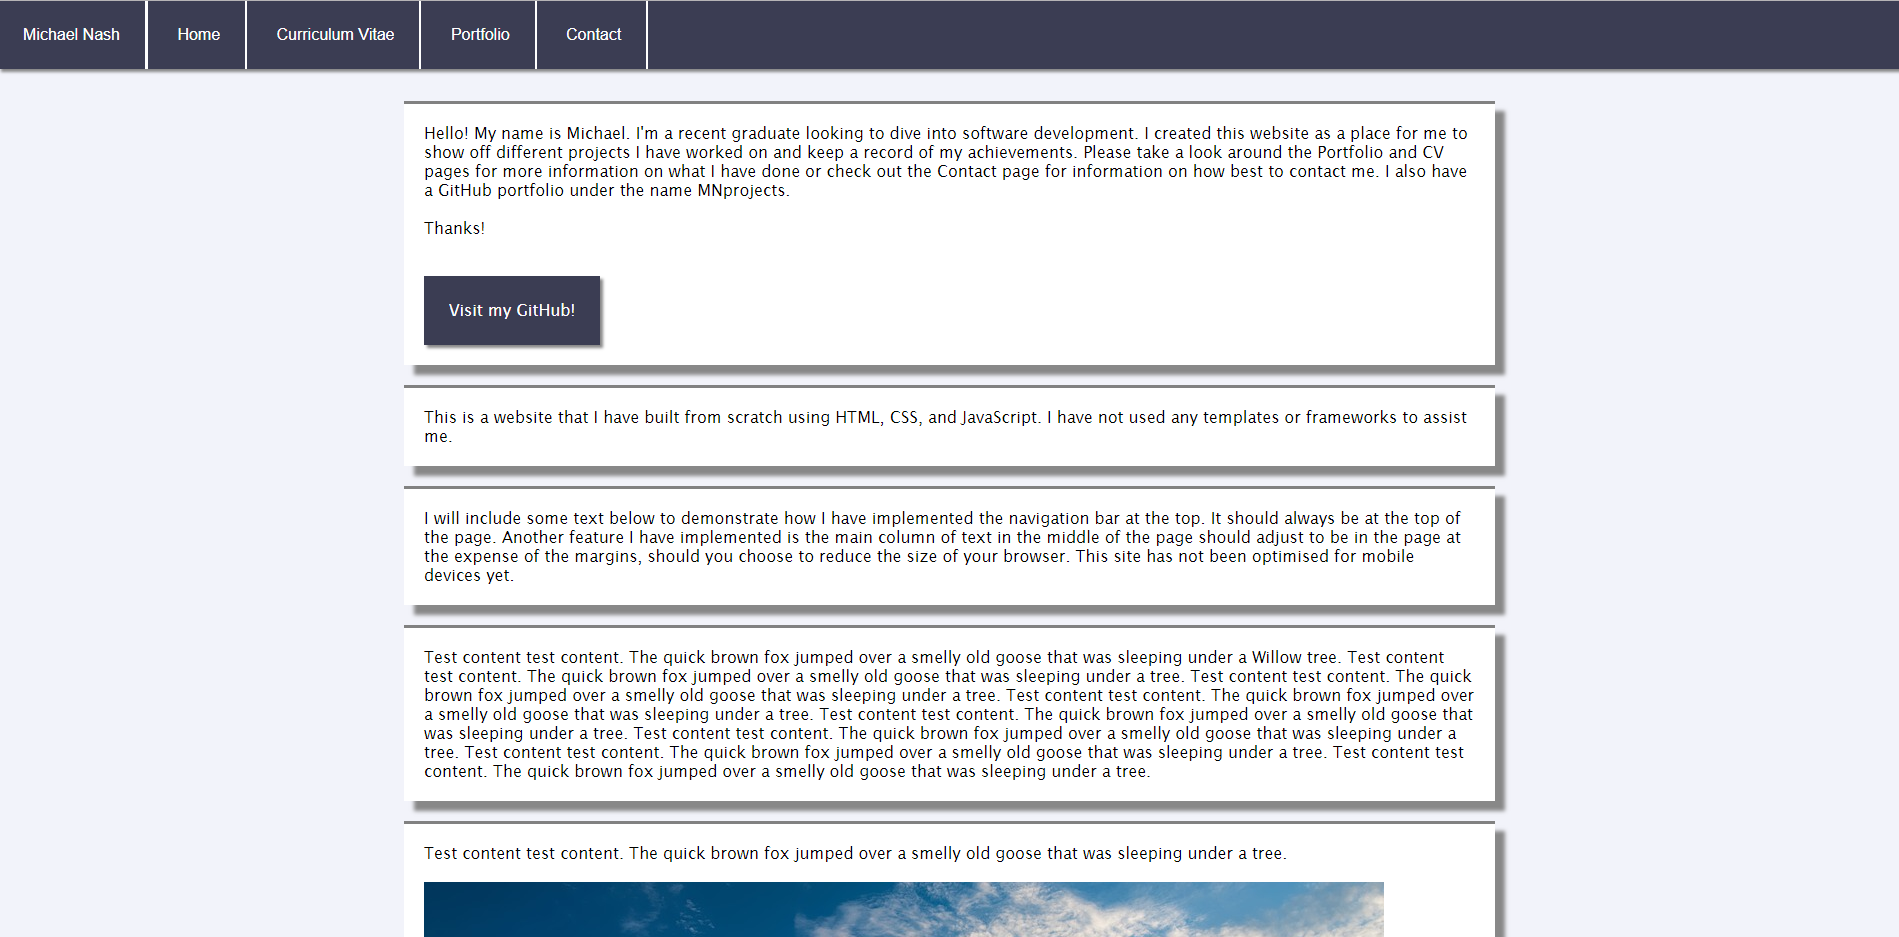 Michael Nash Home Curriculum Vitae Portfolio Contact
Hello! My name is Michael. I'm a recent graduate looking to dive into software development. I created this website as a place for me to
show off different projects I have worked on and keep a record of my achievements. Please take a look around the Portfolio and CV
pages for more information on what I have done or check out the Contact page for information on how best to contact me. I also have
a GitHub portfolio under the name MNprojects.
Thanks!
Visit my GitHub!
This is a website that I have built from scratch using HTML, CSS, and JavaScript. I have not used any templates or frameworks to assist
me.
I will include some text below to demonstrate how I have implemented the navigation bar at the top. It should always be at the top of
the page. Another feature I have implemented is the main column of text in the middle of the page should adjust to be in the page at
the expense of the margins, should you choose to reduce the size of your browser. This site has not been optimised for mobile
devices yet.
Test content test content. The quick brown fox jumped over a smelly old goose that was sleeping under a Willow tree. Test content
test content. The quick brown fox jumped over a smelly old goose that was sleeping under a tree. Test content test content. The quick
brown fox jumped over a smelly old goose that was sleeping under a tree. Test content test content. The quick brown fox jumped over
a smelly old goose that was sleeping under a tree. Test content test content. The quick brown fox jumped over a smelly old goose that
was sleeping under a tree. Test content test content. The quick brown fox jumped over a smelly old goose that was sleeping under a
tree. Test content test content. The quick brown fox jumped over a smelly old goose that was sleeping under a tree. Test content test
content. The quick brown fox jumped over a smelly old goose that was sleeping under a tree.
Test content test content. The quick brown fox jumped over a smelly old goose that was sleeping under a tree.